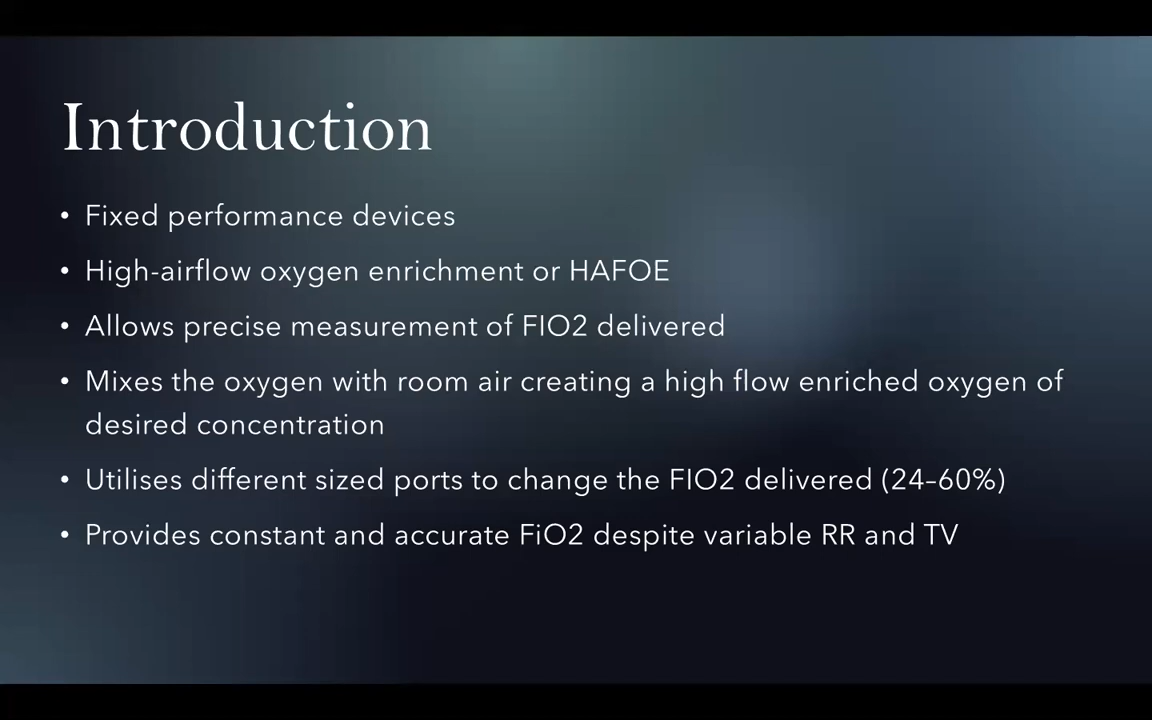 Introduction
• Fixed performance devices
• High-airflow oxygen enrichment or HAFOE
• Allows precise measurement of FIO2 delivered
• Mixes the oxygen with room air creating a high flow enriched oxygen of
desired concentration
• Utilises different sized ports to change the FIO2 delivered (24–60%)
• Provides constant and accurate FiO2 despite variable RR and TV